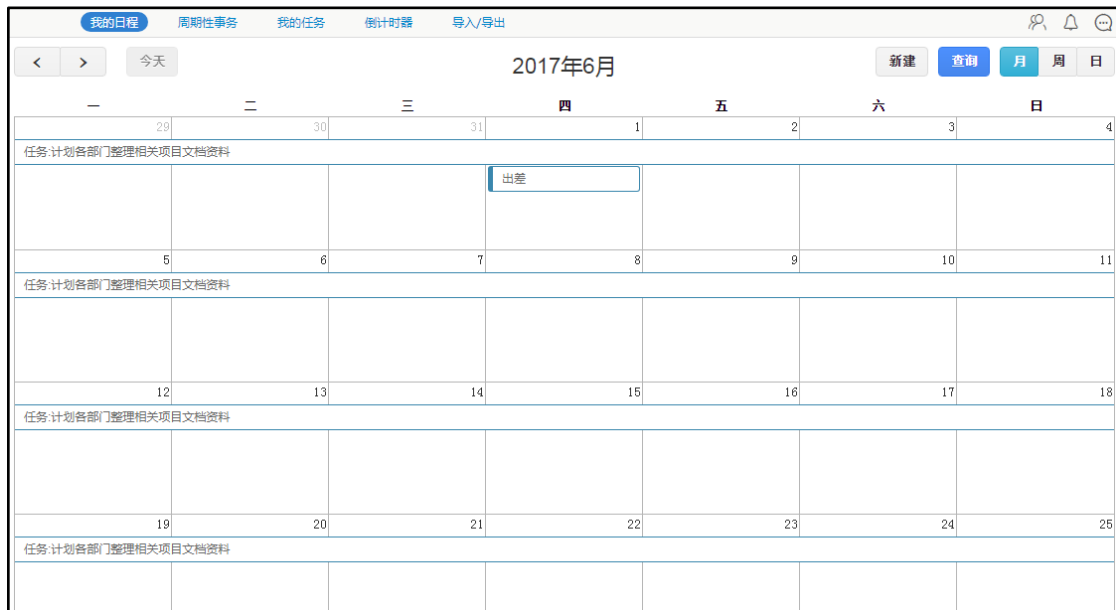 我的日程 周期性事务 我的任务 倒计时器 导入/导出
< > 今天 2017年6月 新建 查询 月 周 日
一 二 三 四 五 六 日
29 30 31 1 2 3 4
任务:计划各部门整理相关项目文档资料
出差
5 6 7 8 9 10 11
任务:计划各部门整理相关项目文档资料
12 13 14 15 16 17 18
任务:计划各部门整理相关项目文档资料
19 20 21 22 23 24 25
任务:计划各部门整理相关项目文档资料